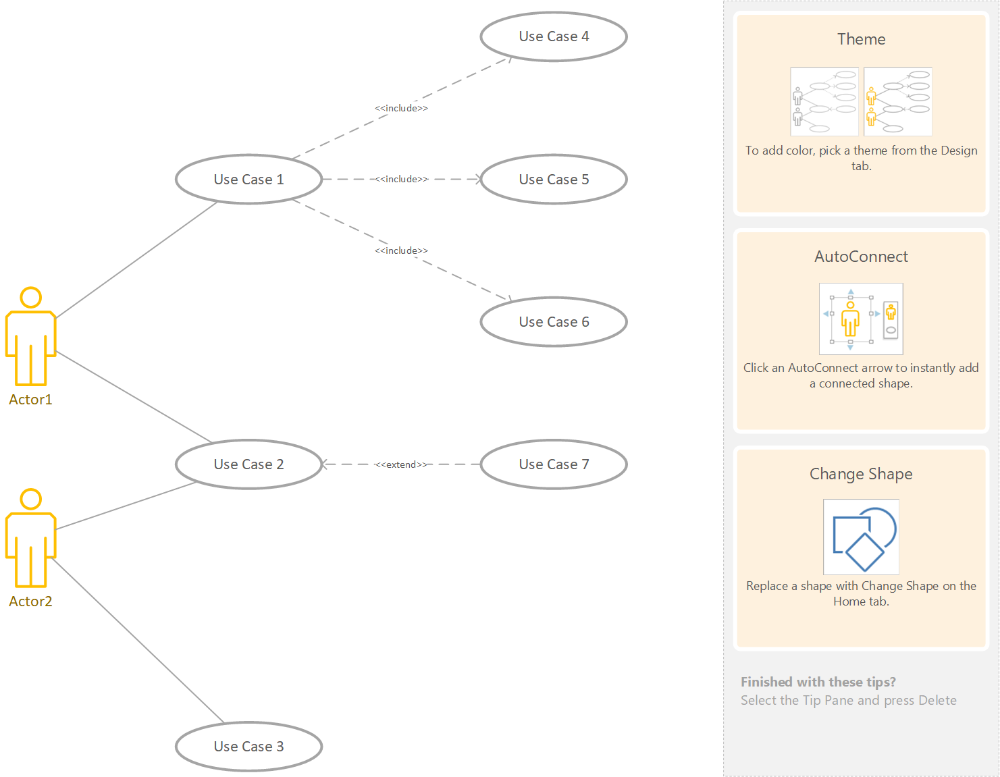 Use Case 4
<<include>>
Use Case 1
<<include>>
Use Case 5
<<include>>
Use Case 6
Actor1
Use Case 2
<<extend>>
Use Case 7
Actor2
Use Case 3
Theme
To add color, pick a theme from the Design
tab.
AutoConnect
Click an AutoConnect arrow to instantly add
a connected shape.
Change Shape
Replace a shape with Change Shape on the
Home tab.
Finished with these tips?
Select the Tip Pane and press Delete